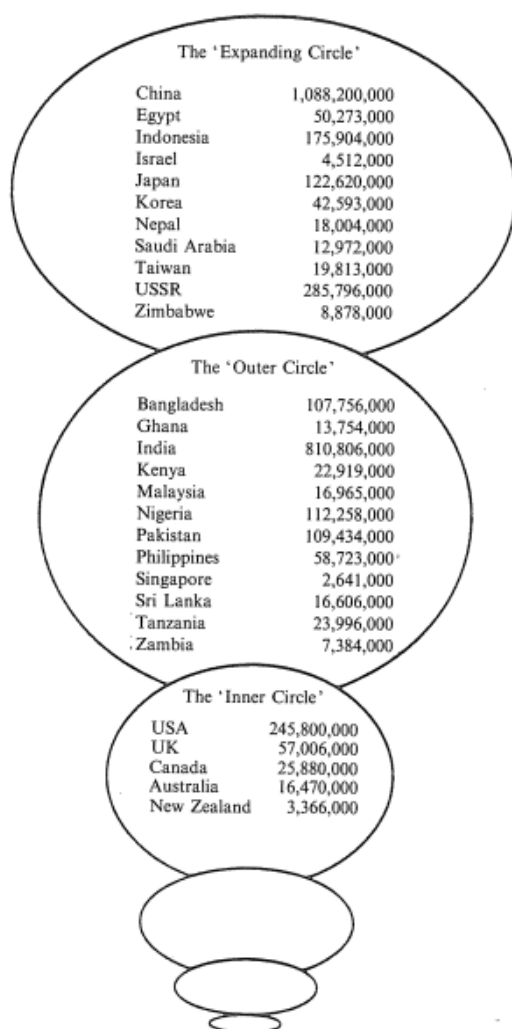 The 'Expanding Circle'
China 1,088,200,000
Egypt 50,273,000
Indonesia 175,904,000
Israel 4,512,000
Japan 122,620,000
Korea 42,593,000
Nepal 18,004,000
Saudi Arabia 12,972,000
Taiwan 19,813,000
USSR 285,796,000
Zimbabwe 8,878,000
The 'Outer Circle'
Bangladesh 107,756,000
Ghana 13,754,000
India 810,806,000
Kenya 22,919,000
Malaysia 16,965,000
Nigeria 112,258,000
Pakistan 109,434,000
Philippines 58,723,000
Singapore 2,641,000
Sri Lanka 16,606,000
Tanzania 23,996,000
Zambia 7,384,000
The 'Inner Circle'
USA 245,800,000
UK 57,006,000
Canada 25,880,000
Australia 16,470,000
New Zealand 3,366,000